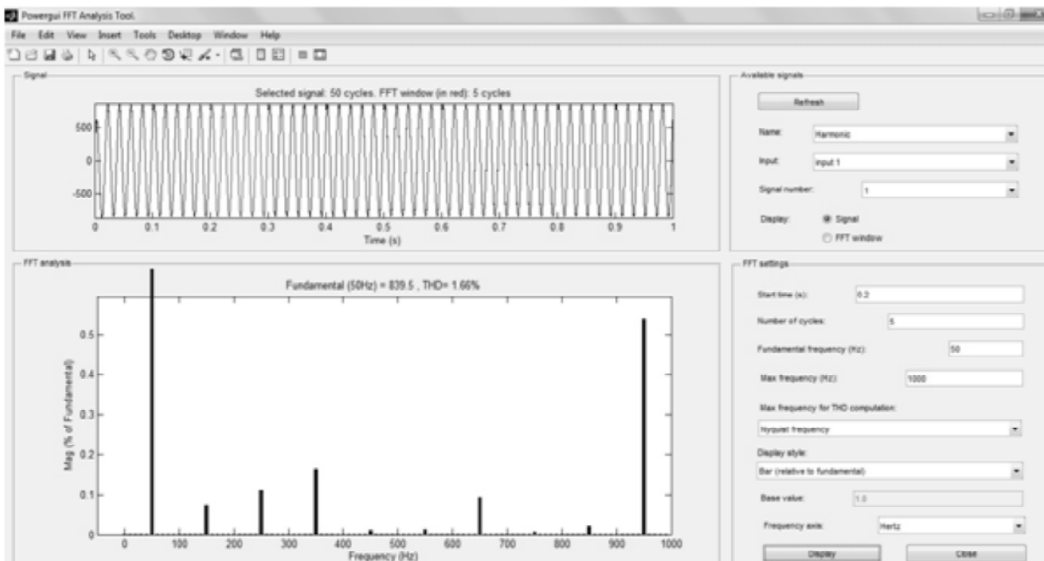 Powergui FFT Analysis Tool.
File Edit View Insert Tools Desktop Window Help
Signal
Selected signal: 50 cycles. FFT window (in red): 5 cycles
500
0
-500
0 0.1 0.2 0.3 0.4 0.5 0.6 0.7 0.8 0.9 1
Time (s)
Available signals
Refresh
Name: Harmonic
Input: input 1
Signal number: 1
Display: Signal
FFT window
FFT analysis
Fundamental (50Hz) = 839.5 , THD= 1.66%
Mag (% of Fundamental)
0.5
0.4
0.3
0.2
0.1
0
0 100 200 300 400 500 600 700 800 900 1000
Frequency (Hz)
FFT settings
Start time (s): 0.2
Number of cycles: 5
Fundamental frequency (Hz): 50
Max frequency (Hz): 1000
Max frequency for THD computation:
Nyquist frequency
Display style:
Bar (relative to fundamental)
Base value: 1.0
Frequency axis: Hertz
Display Close